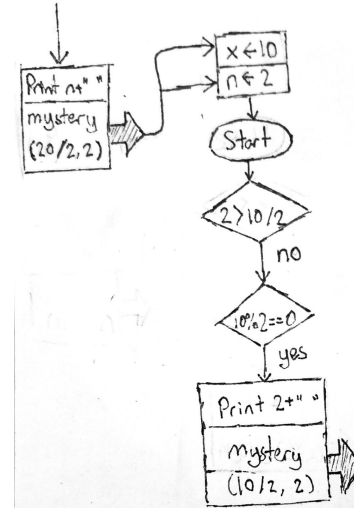 Print n+" "
mystery
(20/2, 2)
x ← 10
n ← 2
Start
2>10/2
no
10%2==0
yes
Print 2+" "
mystery
(10/2, 2)